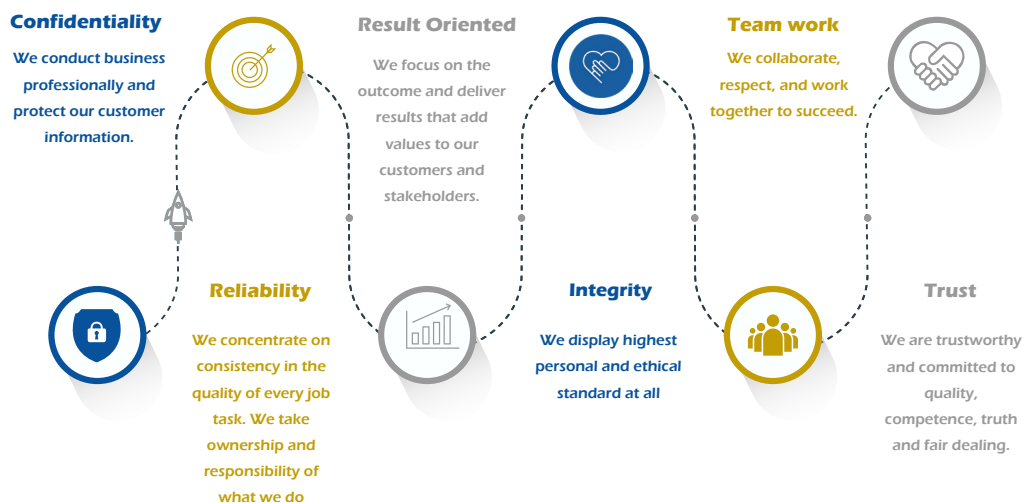 Confidentiality
We conduct business
professionally and
protect our customer
information.
Reliability
We concentrate on
consistency in the
quality of every job
task. We take
ownership and
responsibility of
what we do
Result Oriented
We focus on the
outcome and deliver
results that add
values to our
customers and
stakeholders.
Integrity
We display highest
personal and ethical
standard at all
Team work
We collaborate,
respect, and work
together to succeed.
Trust
We are trustworthy
and committed to
quality,
competence, truth
and fair dealing.